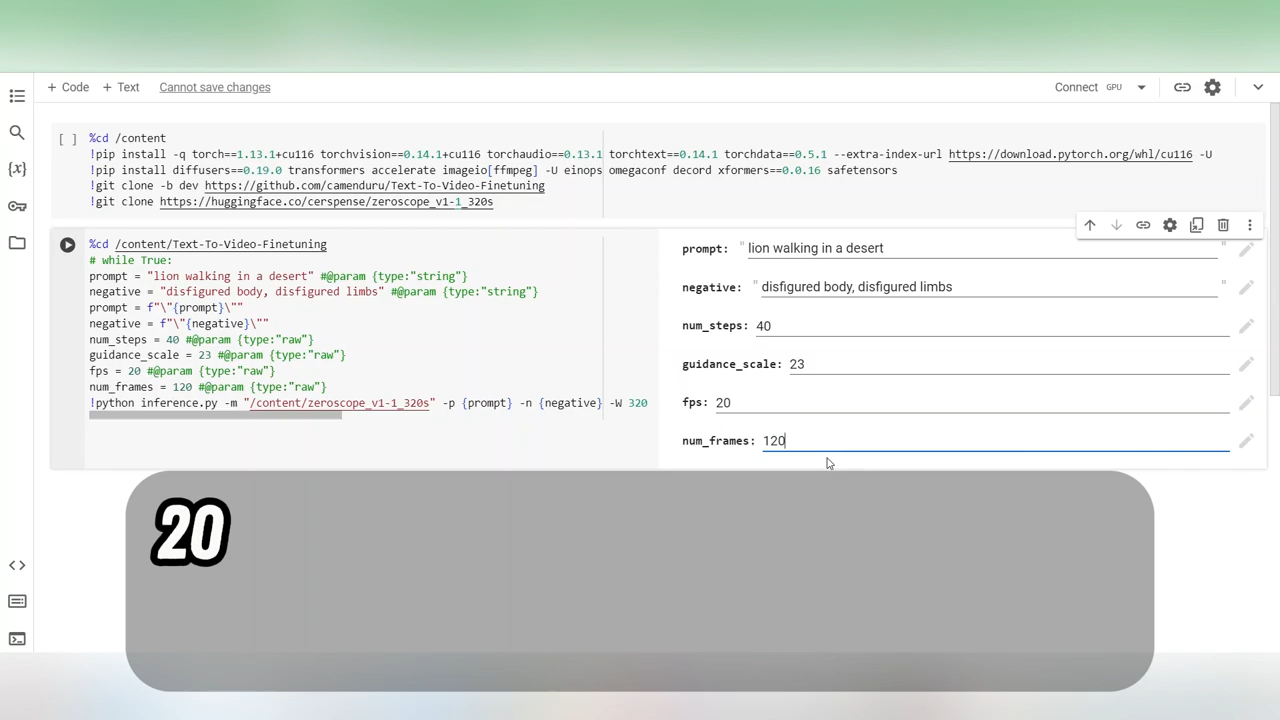 + Code + Text Cannot save changes Connect GPU
[ ] %cd /content
!pip install -q torch==1.13.1+cu116 torchvision==0.14.1+cu116 torchaudio==0.13.1 torchtext==0.14.1 torchdata==0.5.1 --extra-index-url https://download.pytorch.org/whl/cu116 -U
!pip install diffusers==0.19.0 transformers accelerate imageio[ffmpeg] -U einops omegaconf decord xformers==0.0.16 safetensors
!git clone -b dev https://github.com/camenduru/Text-To-Video-Finetuning
!git clone https://huggingface.co/cerspense/zeroscope_v1-1_320s
%cd /content/Text-To-Video-Finetuning
# while True:
prompt = "lion walking in a desert" #@param {type:"string"}
negative = "disfigured body, disfigured limbs" #@param {type:"string"}
prompt = f"\"{prompt}\""
negative = f"\"{negative}\""
num_steps = 40 #@param {type:"raw"}
guidance_scale = 23 #@param {type:"raw"}
fps = 20 #@param {type:"raw"}
num_frames = 120 #@param {type:"raw"}
!python inference.py -m "/content/zeroscope_v1-1_320s" -p {prompt} -n {negative} -W 320
prompt: " lion walking in a desert "
negative: " disfigured body, disfigured limbs "
num_steps: 40
guidance_scale: 23
fps: 20
num_frames: 120
20